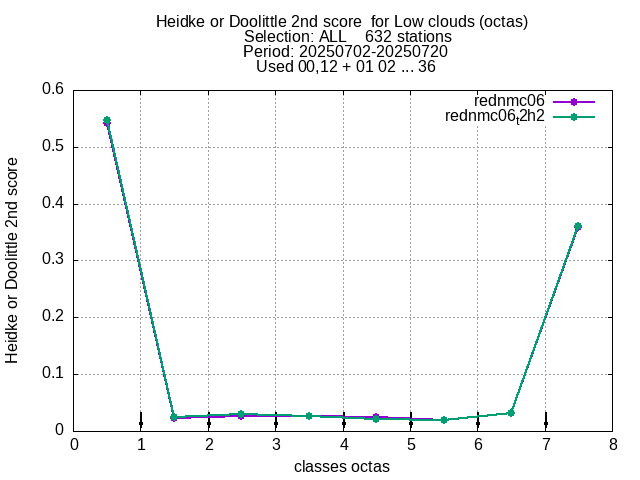 Heidke or Doolittle 2nd score  for Low clouds (octas)
Selection: ALL    632 stations
Period: 20250702-20250720
Used 00,12 + 01 02 ... 36
rednmc06
rednmc06_t2h2
Heidke or Doolittle 2nd score
0.6
0.5
0.4
0.3
0.2
0.1
0
0 1 2 3 4 5 6 7 8
classes octas